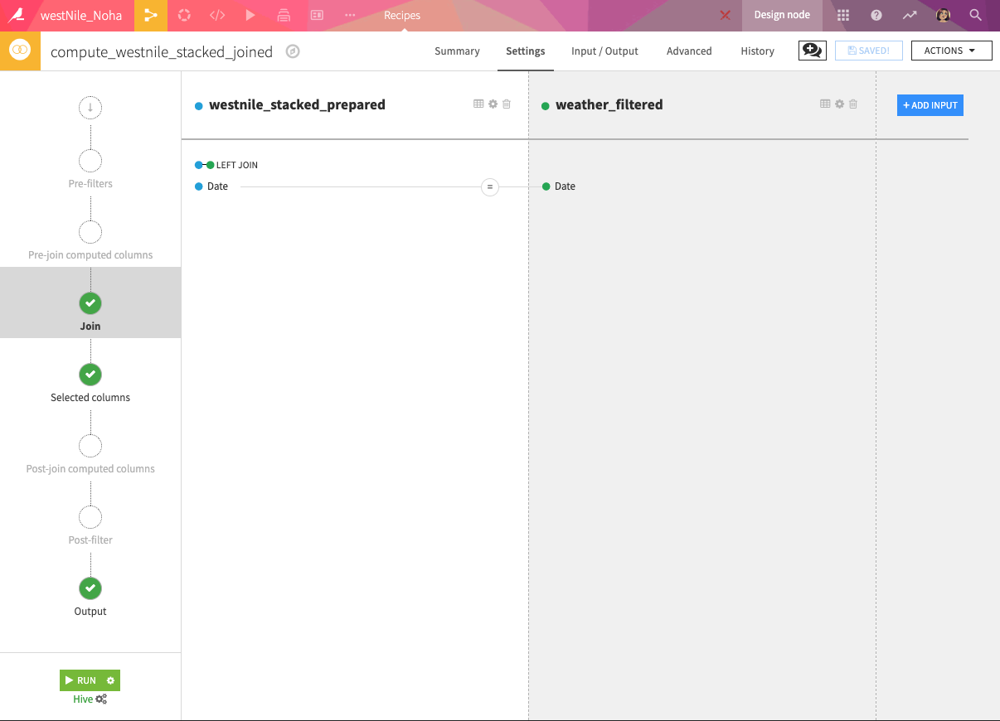 westNile_Noha
Recipes
Design node
compute_westnile_stacked_joined
Summary
Settings
Input / Output
Advanced
History
SAVED!
ACTIONS
Pre-filters
Pre-join computed columns
Join
Selected columns
Post-join computed columns
Post-filter
Output
RUN
Hive
westnile_stacked_prepared
weather_filtered
+ ADD INPUT
LEFT JOIN
Date
=
Date